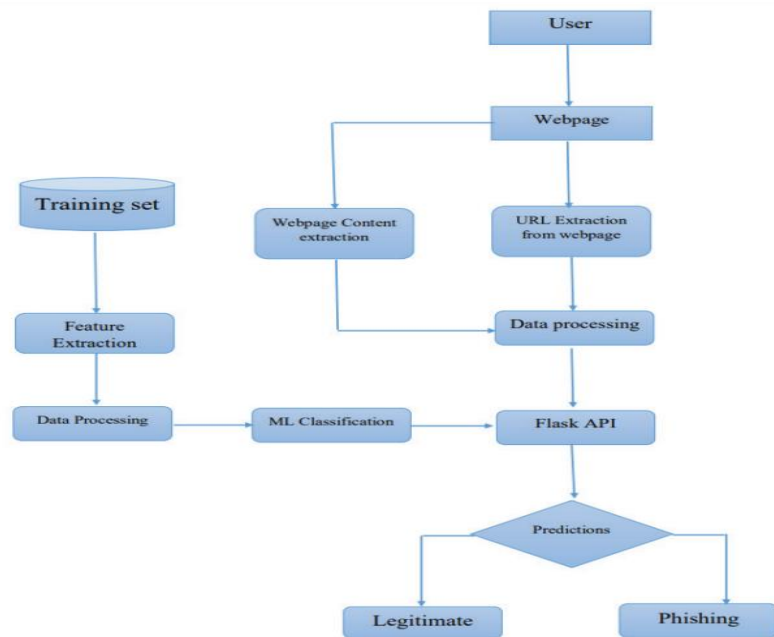 User
Webpage
Training set
Webpage Content
extraction
URL Extraction
from webpage
Feature
Extraction
Data processing
Data Processing
ML Classification
Flask API
Predictions
Legitimate
Phishing